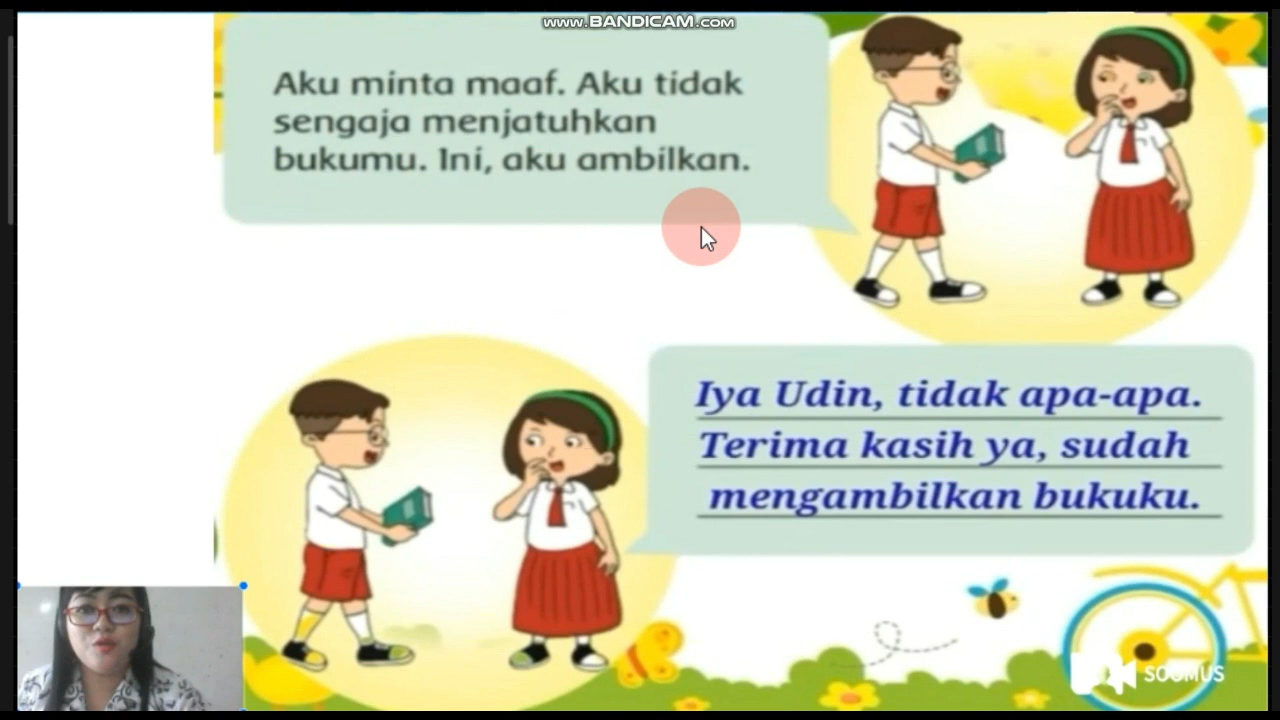 www.BANDICAM.com
Aku minta maaf. Aku tidak
sengaja menjatuhkan
bukumu. Ini, aku ambilkan.
Iya Udin, tidak apa-apa.
Terima kasih ya, sudah
mengambilkan bukuku.